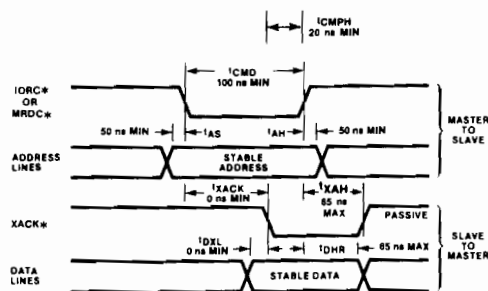 tCMPH
20 ns MIN
tCMD
100 ns MIN
IORC*
OR
MRDC*
50 ns MIN
tAS
tAH
50 ns MIN
MASTER
TO
SLAVE
ADDRESS
LINES
STABLE
ADDRESS
tXACK
0 ns MIN
tXAH
65 ns
MAX
XACK*
PASSIVE
tDXL
0 ns MIN
tDHR
65 ns MAX
SLAVE
TO
MASTER
DATA
LINES
STABLE DATA